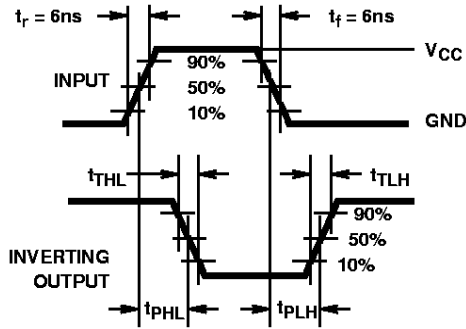 tr = 6ns
tf = 6ns
VCC
90%
INPUT
50%
10%
GND
tTHL
tTLH
90%
50%
INVERTING
OUTPUT
10%
tPHL
tPLH